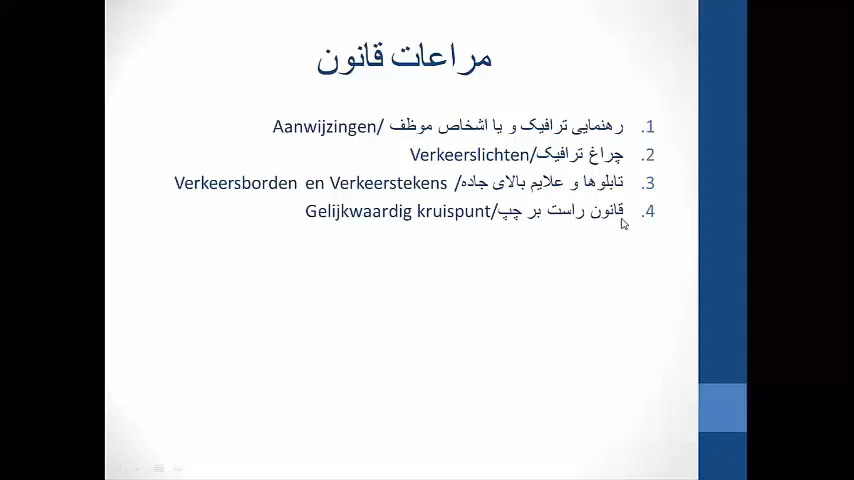 مراعات قانون
1. رهنمایی ترافیک و یا اشخاص موظف /Aanwijzingen
2. چراغ ترافیک/Verkeerslichten
3. تابلوها و علایم بالای جاده/ Verkeersborden en Verkeerstekens
4. قانون راست بر چپ/Gelijkwaardig kruispunt